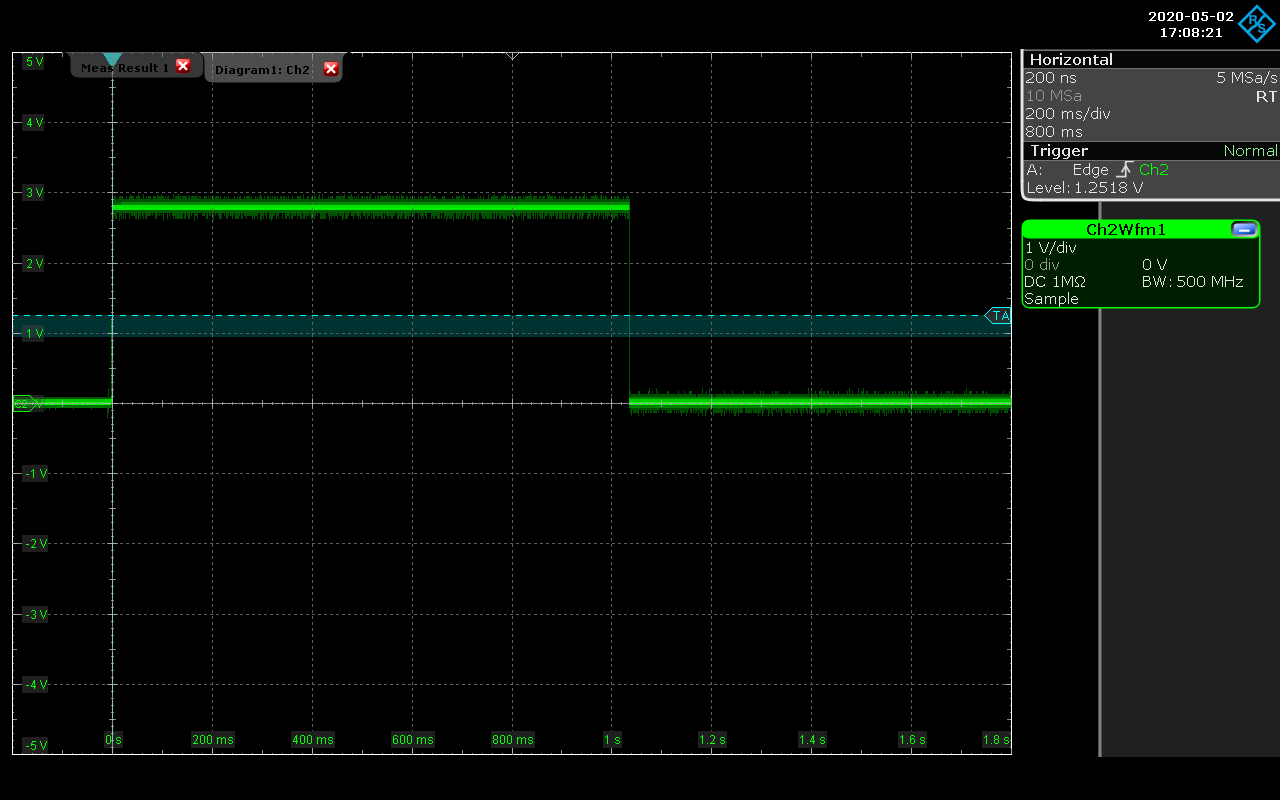 2020-05-02
17:08:21
R S
Meas Result 1
Diagram1: Ch2
5 V
4 V
3 V
2 V
1 V
C2
-1 V
-2 V
-3 V
-4 V
-5 V
TA
0 s 200 ms 400 ms 600 ms 800 ms 1 s 1.2 s 1.4 s 1.6 s 1.8 s
Horizontal
200 ns 5 MSa/s
10 MSa RT
200 ms/div
800 ms
Trigger Normal
A: Edge Ch2
Level: 1.2518 V
Ch2Wfm1
1 V/div
0 div 0 V
DC 1MΩ BW: 500 MHz
Sample